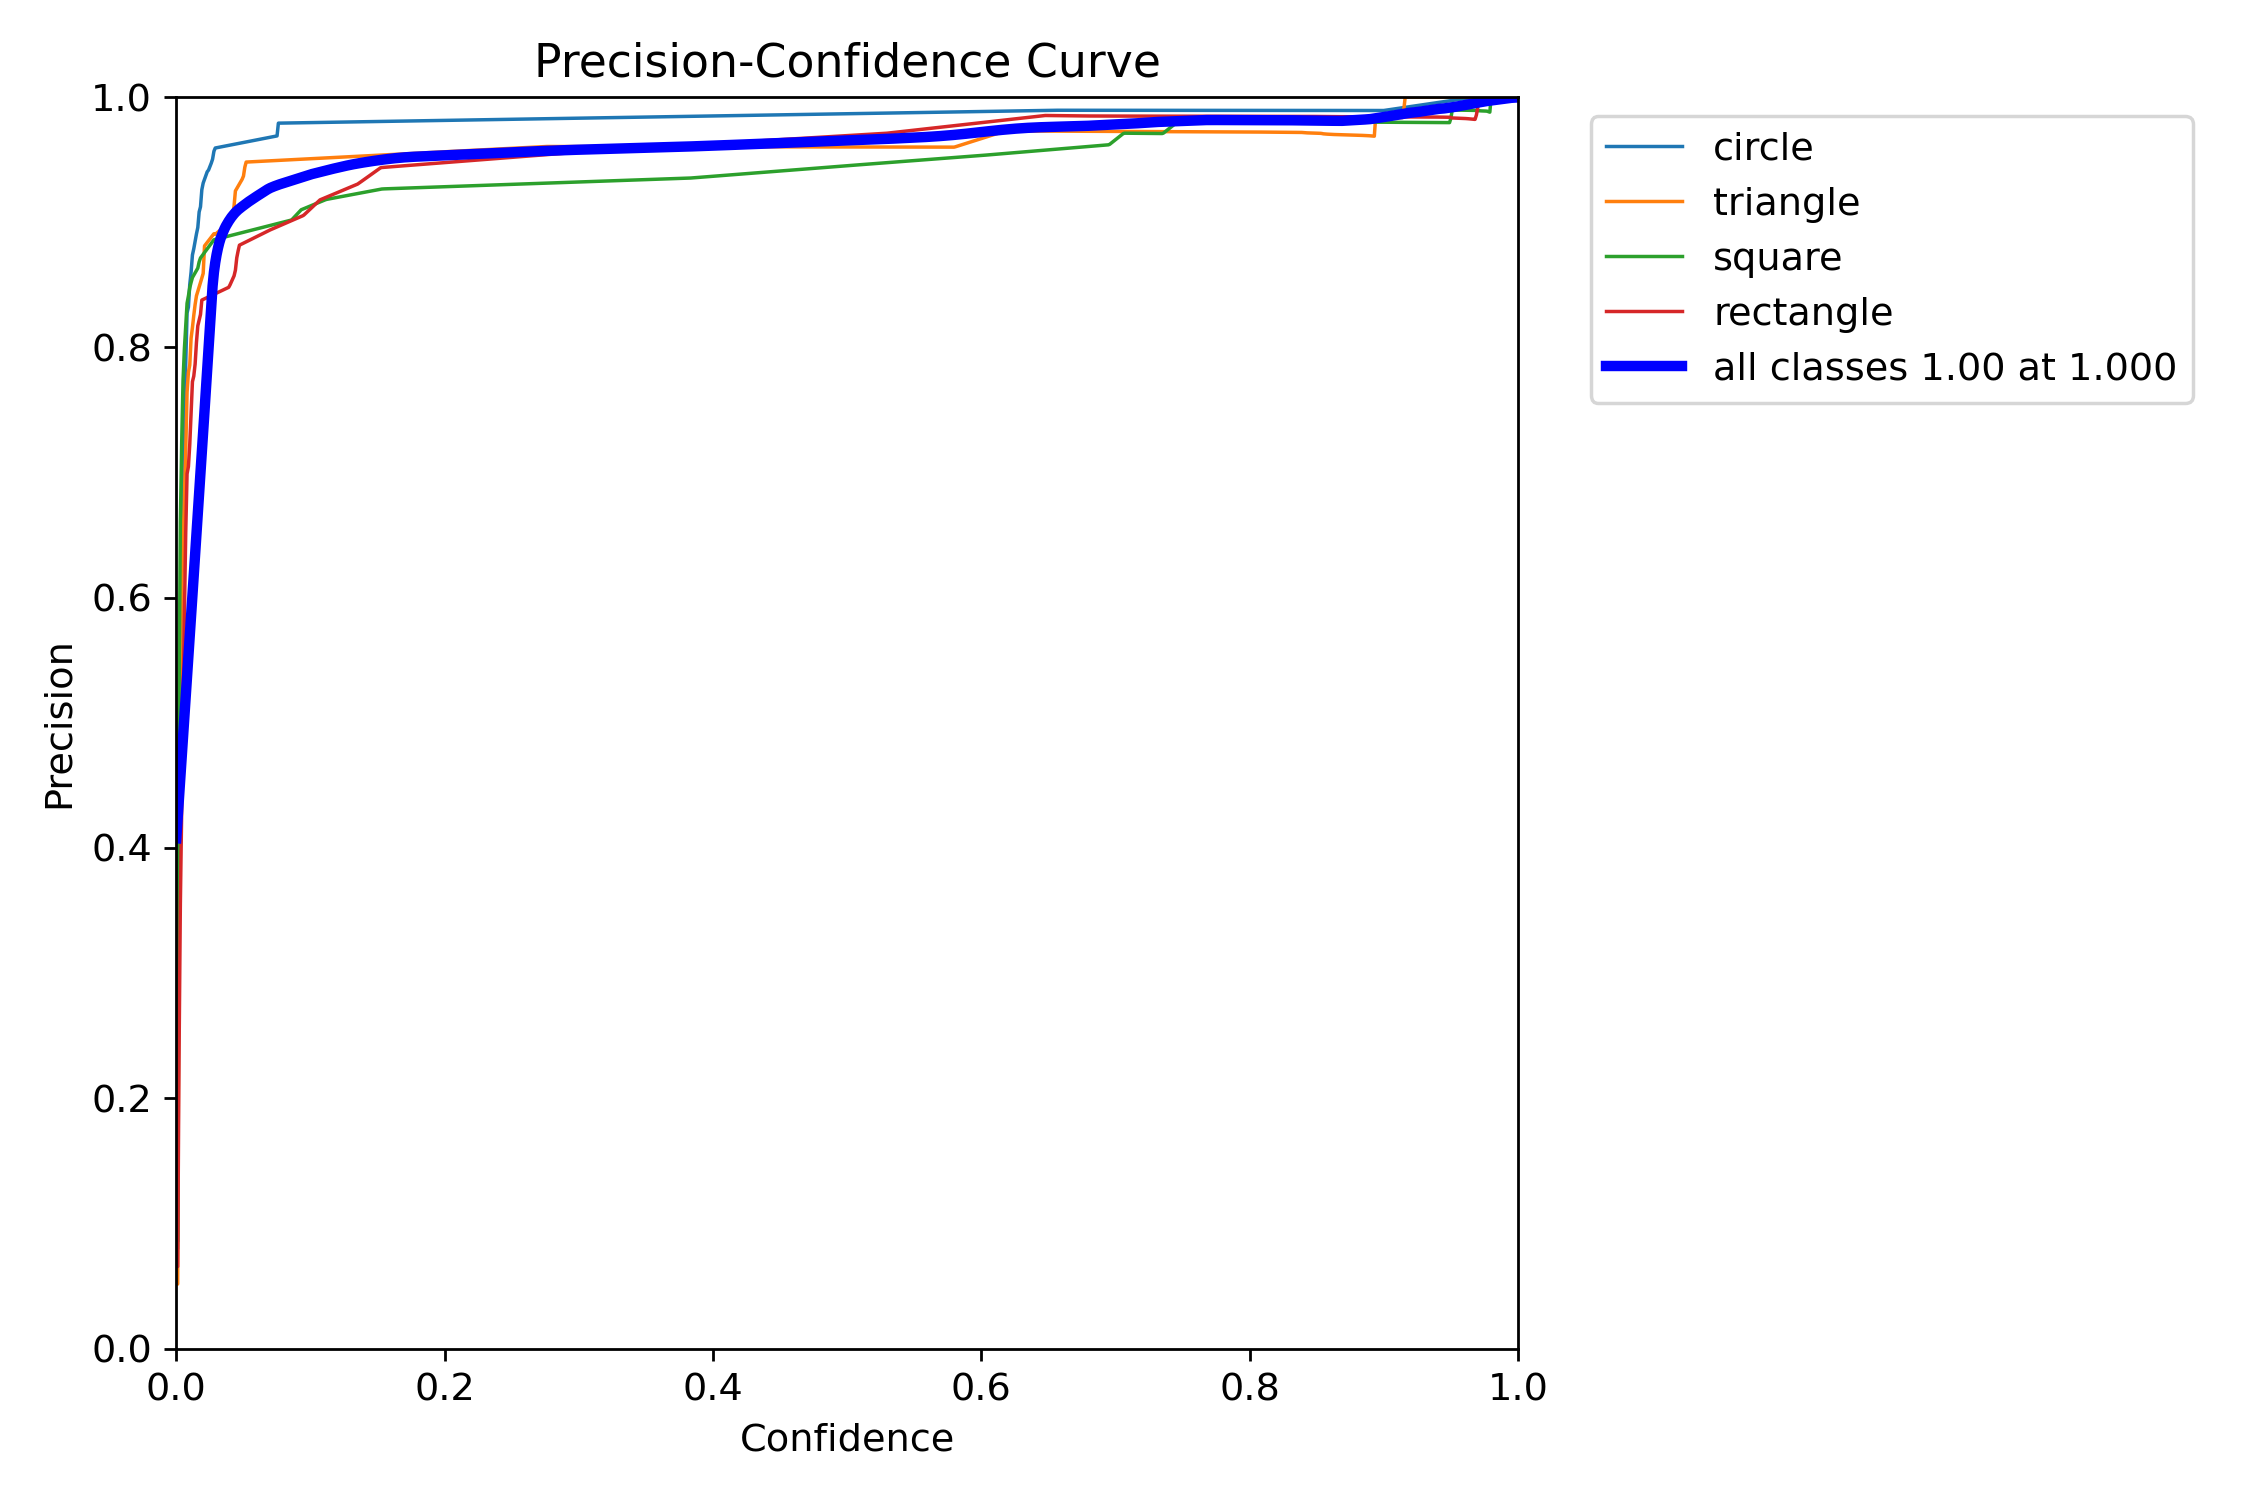 Precision-Confidence Curve
1.0
0.8
0.6
0.4
0.2
0.0
Precision
0.0 0.2 0.4 0.6 0.8 1.0
Confidence
circle
triangle
square
rectangle
all classes 1.00 at 1.000